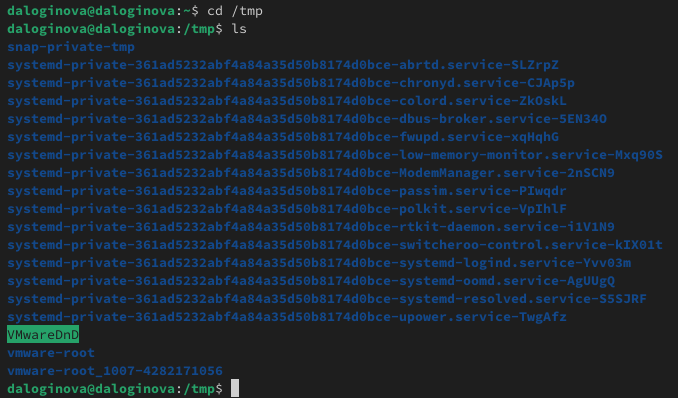 daloginova@daloginova:~$ cd /tmp
daloginova@daloginova:/tmp$ ls
snap-private-tmp
systemd-private-361ad5232abf4a84a35d50b8174d0bce-abrtd.service-SLZrpZ
systemd-private-361ad5232abf4a84a35d50b8174d0bce-chronyd.service-CJAp5p
systemd-private-361ad5232abf4a84a35d50b8174d0bce-colord.service-ZkOskL
systemd-private-361ad5232abf4a84a35d50b8174d0bce-dbus-broker.service-5EN34O
systemd-private-361ad5232abf4a84a35d50b8174d0bce-fwupd.service-xqHqhG
systemd-private-361ad5232abf4a84a35d50b8174d0bce-low-memory-monitor.service-Mxq90S
systemd-private-361ad5232abf4a84a35d50b8174d0bce-ModemManager.service-2nSCN9
systemd-private-361ad5232abf4a84a35d50b8174d0bce-passim.service-PIwqdr
systemd-private-361ad5232abf4a84a35d50b8174d0bce-polkit.service-VpIhlF
systemd-private-361ad5232abf4a84a35d50b8174d0bce-rtkit-daemon.service-i1V1N9
systemd-private-361ad5232abf4a84a35d50b8174d0bce-switcheroo-control.service-kIX01t
systemd-private-361ad5232abf4a84a35d50b8174d0bce-systemd-logind.service-Yvv03m
systemd-private-361ad5232abf4a84a35d50b8174d0bce-systemd-oomd.service-AgUUgQ
systemd-private-361ad5232abf4a84a35d50b8174d0bce-systemd-resolved.service-S5SJRF
systemd-private-361ad5232abf4a84a35d50b8174d0bce-upower.service-TwgAfz
VMwareDnD
vmware-root
vmware-root_1007-4282171056
daloginova@daloginova:/tmp$